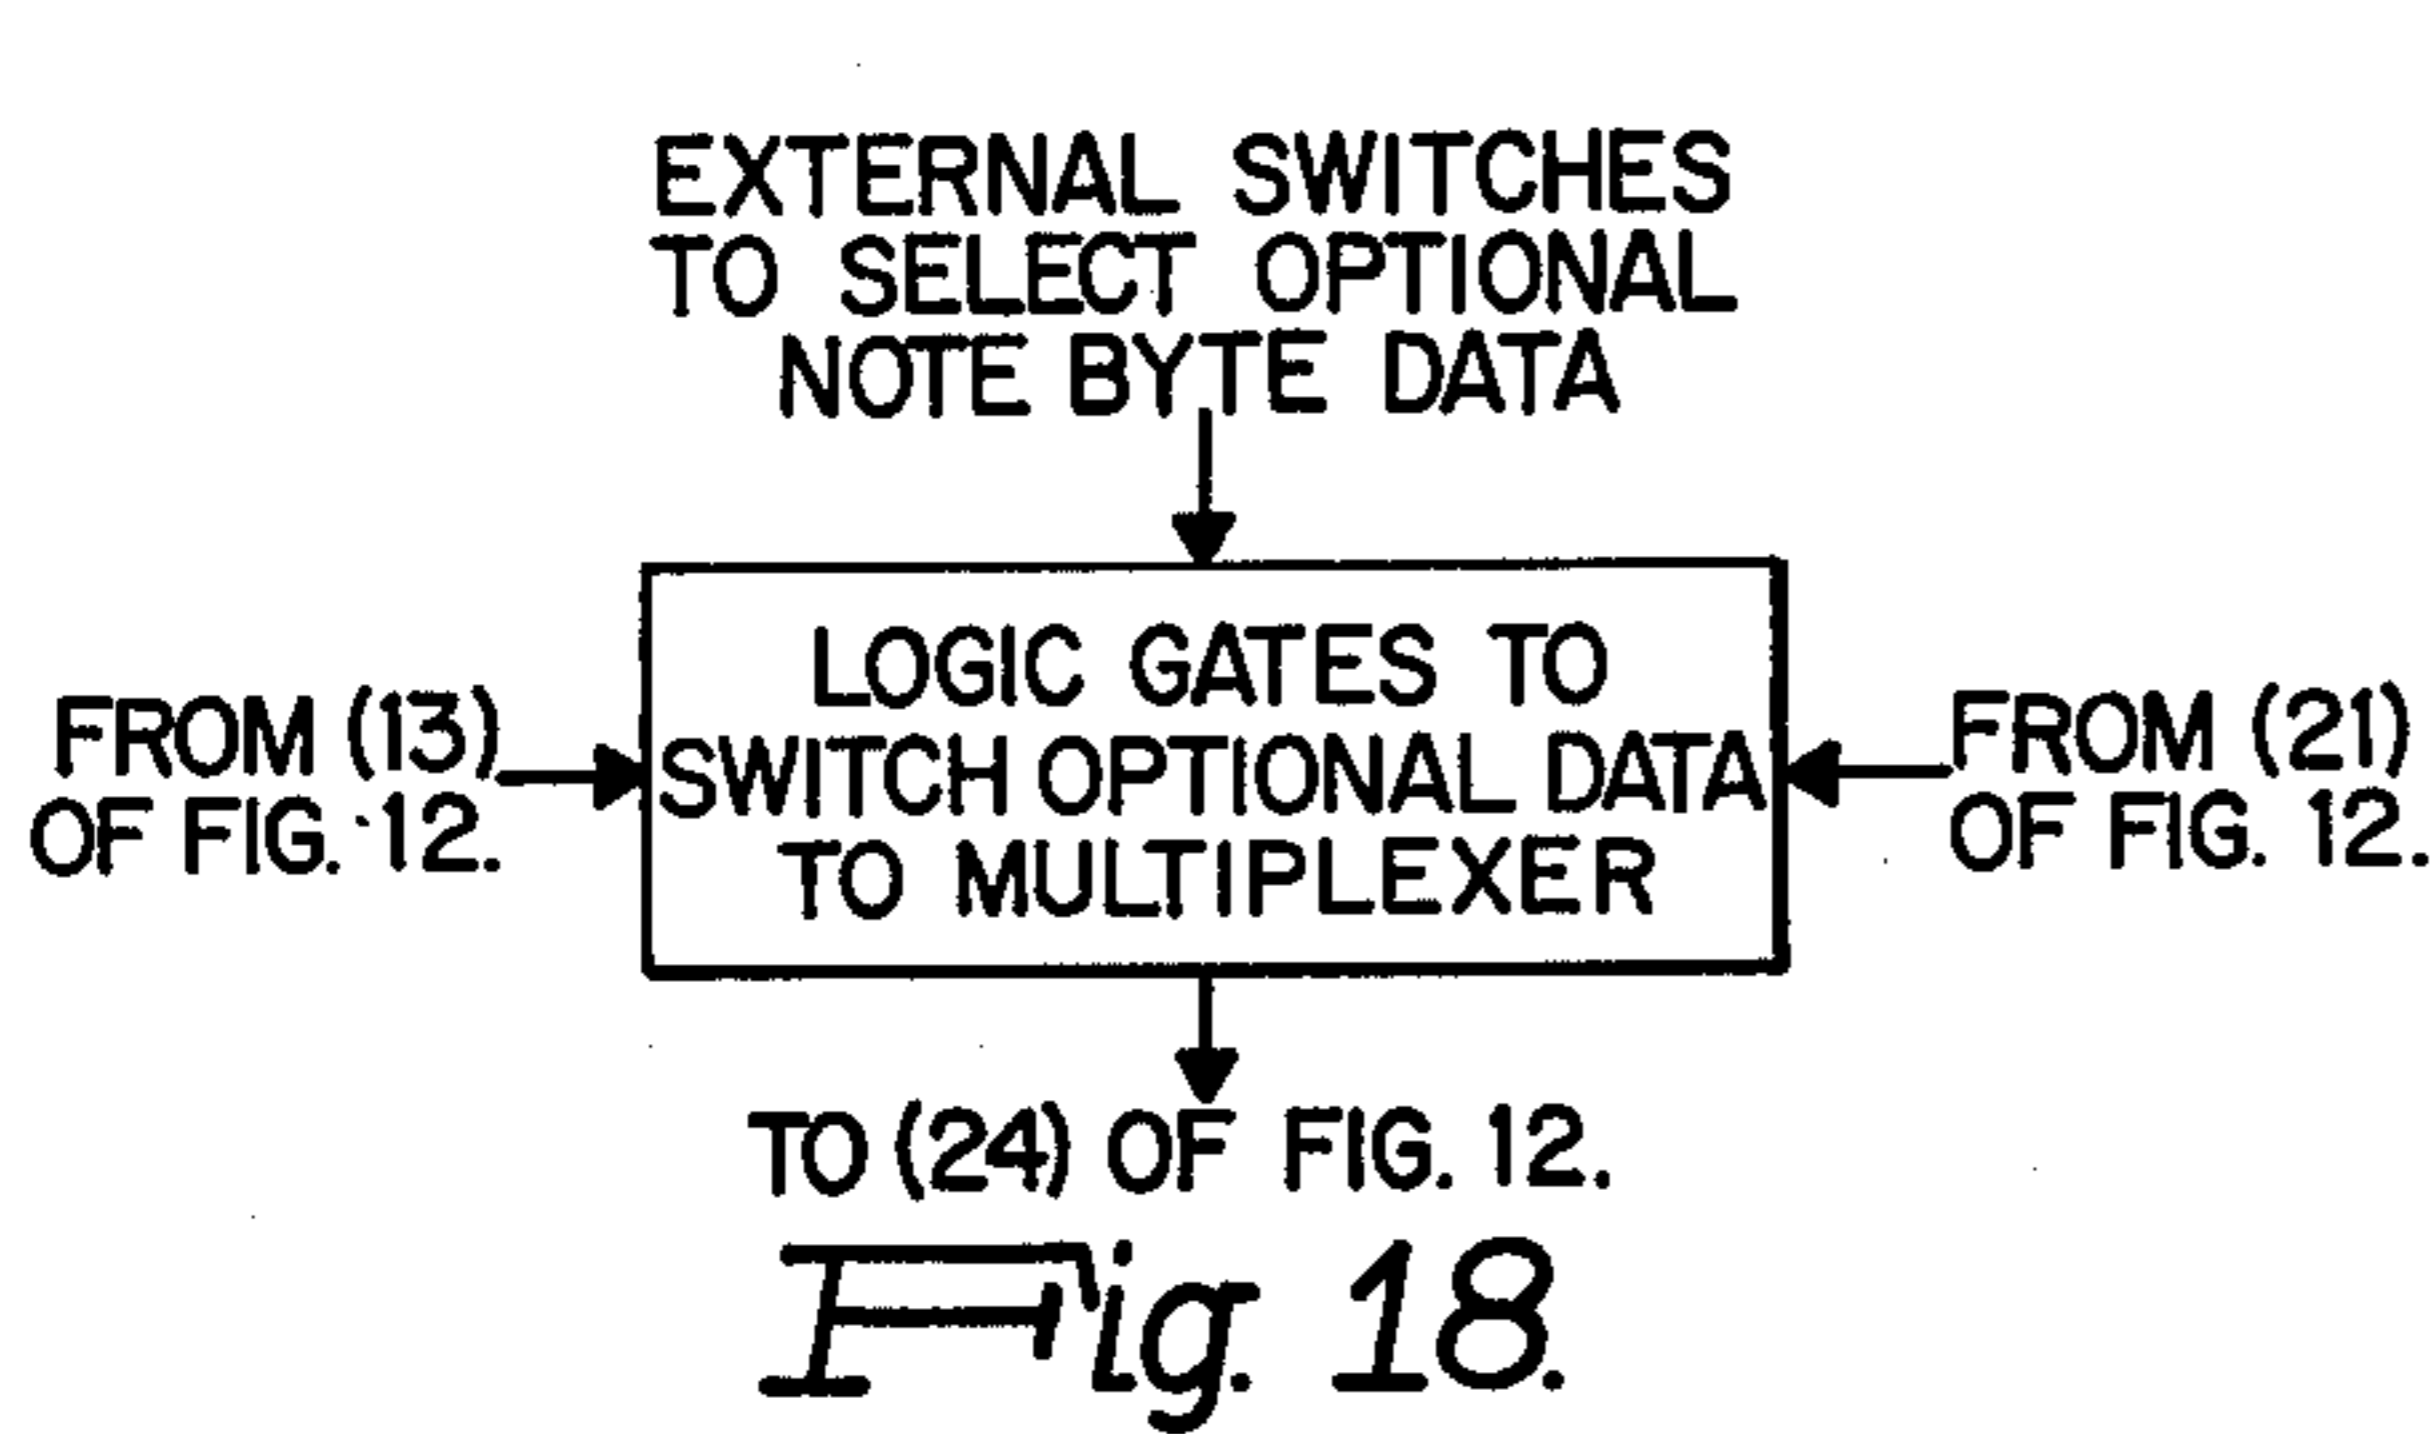 EXTERNAL SWITCHES
TO SELECT OPTIONAL
NOTE BYTE DATA
LOGIC GATES TO
SWITCH OPTIONAL DATA
TO MULTIPLEXER
FROM (13)
OF FIG. 12.
FROM (21)
OF FIG. 12.
TO (24) OF FIG. 12.
Fig. 18.